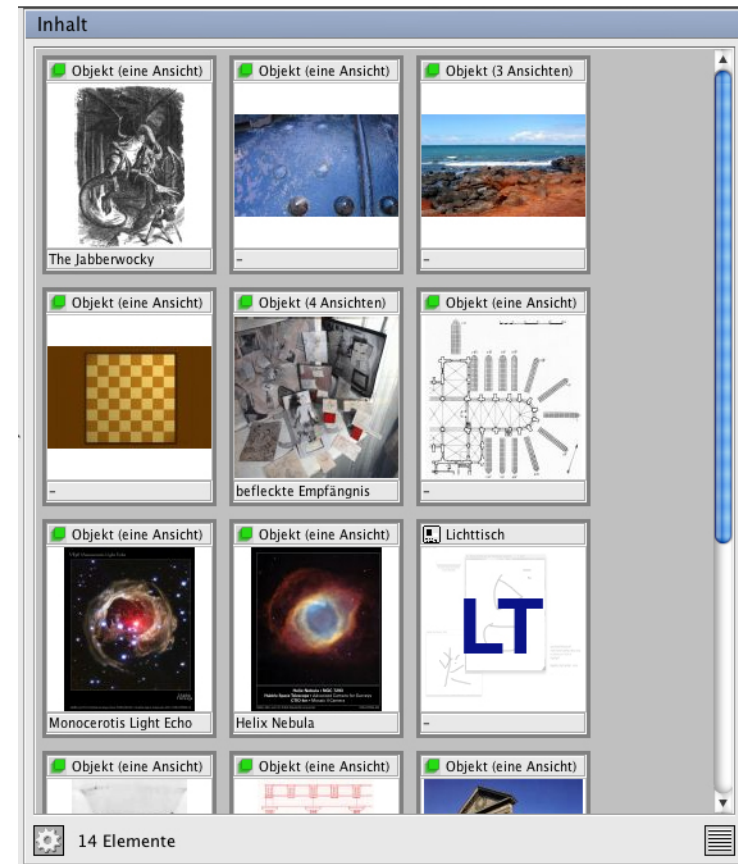 Inhalt
Objekt (eine Ansicht)
Objekt (eine Ansicht)
Objekt (3 Ansichten)
The Jabberwocky
–
–
Objekt (eine Ansicht)
Objekt (4 Ansichten)
Objekt (eine Ansicht)
–
befleckte Empfängnis
–
Objekt (eine Ansicht)
Objekt (eine Ansicht)
Lichttisch
LT
Monocerotis Light Echo
Helix Nebula
–
Objekt (eine Ansicht)
Objekt (eine Ansicht)
Objekt (eine Ansicht)
14 Elemente